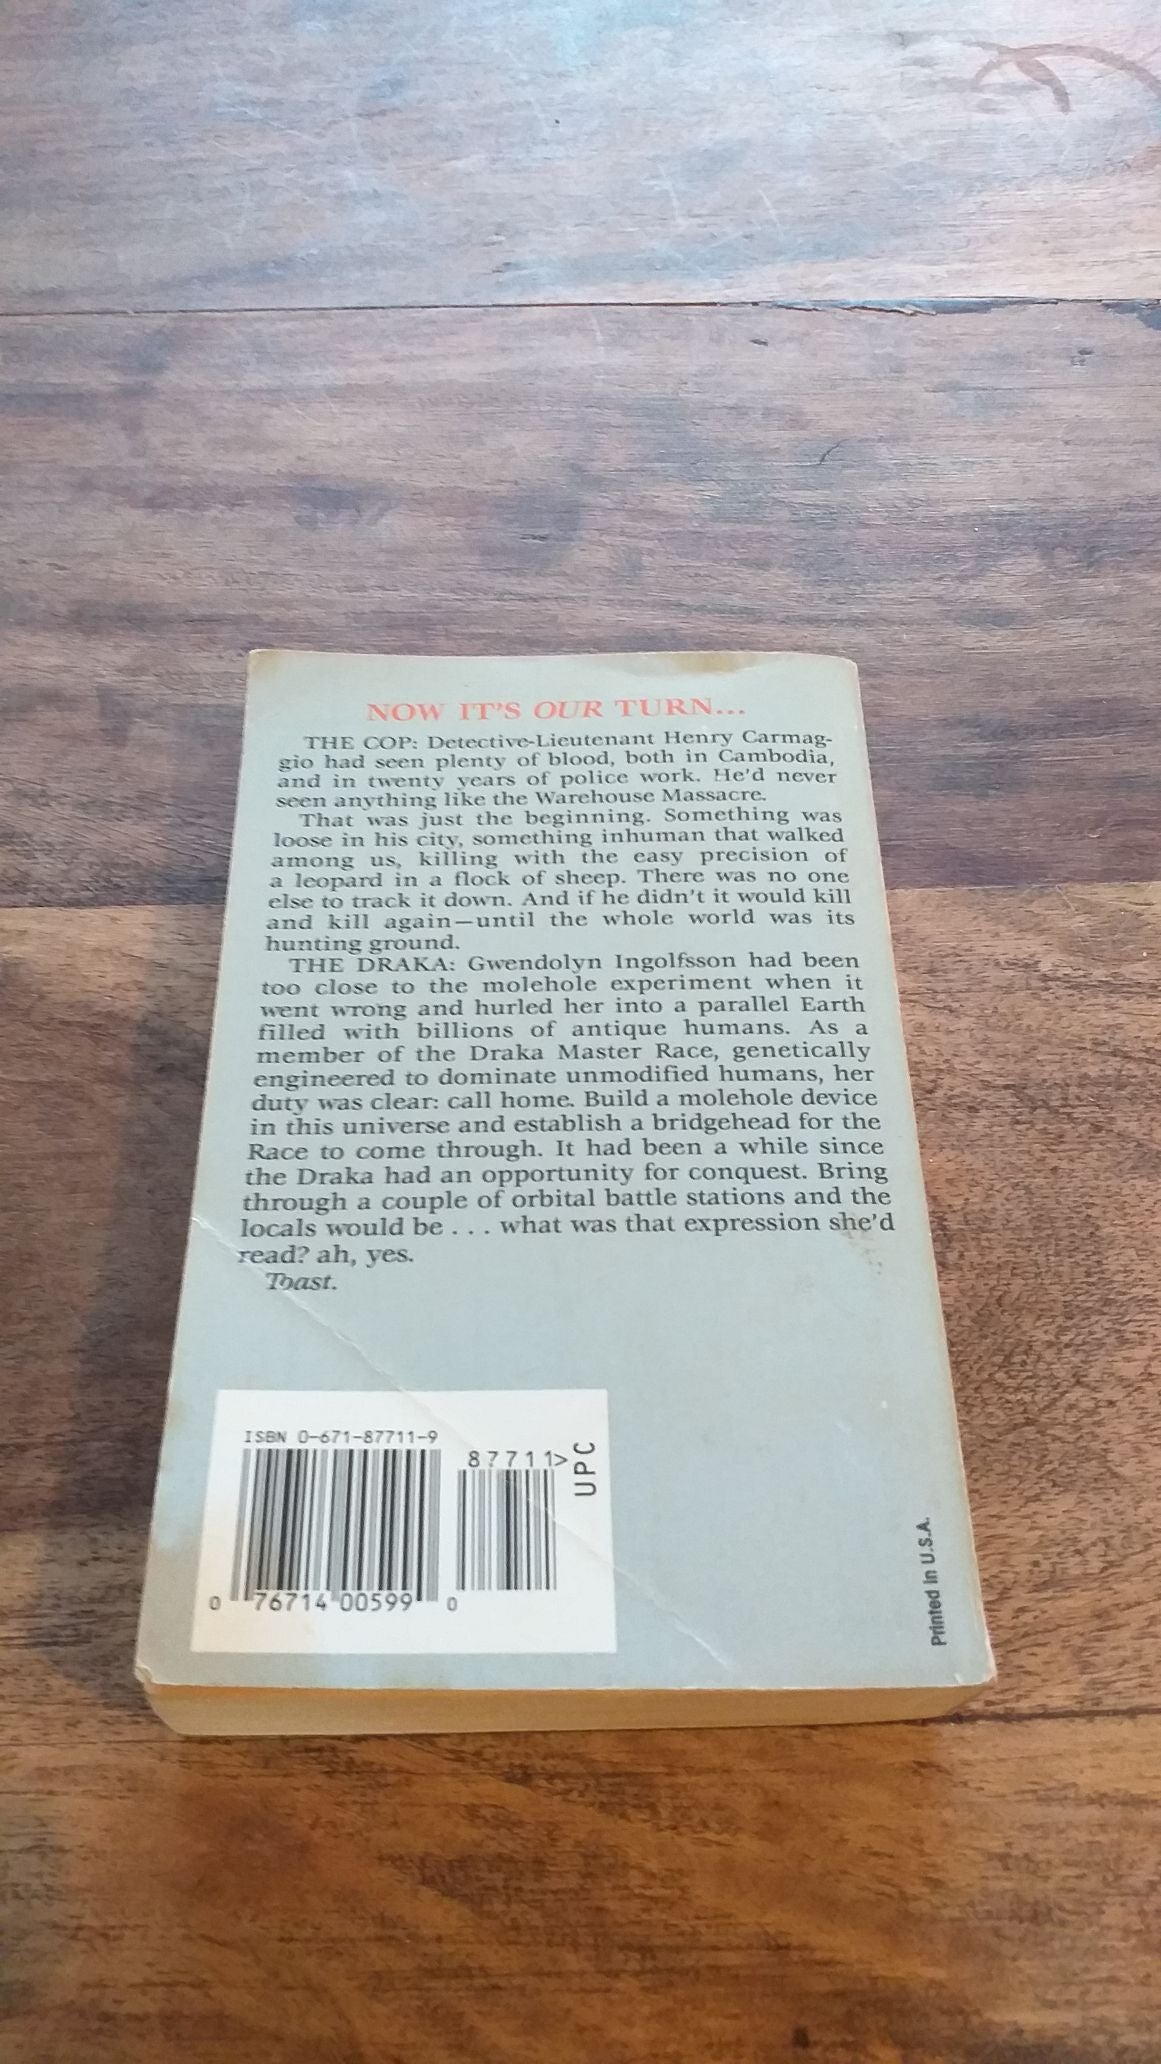 NOW IT'S OUR TURN...
THE COP: Detective-Lieutenant Henry Carmag-
gio had seen plenty of blood, both in Cambodia,
and in twenty years of police work. He'd never
seen anything like the Warehouse Massacre.
That was just the beginning. Something was
loose in his city, something inhuman that walked
among us, killing with the easy precision of
a leopard in a flock of sheep. There was no one
else to track it down. And if he didn't it would kill
and kill again—until the whole world was its
hunting ground.
THE DRAKA: Gwendolyn Ingolfsson had been
too close to the molehole experiment when it
went wrong and hurled her into a parallel Earth
filled with billions of antique humans. As a
member of the Draka Master Race, genetically
engineered to dominate unmodified humans, her
duty was clear: call home. Build a molehole device
in this universe and establish a bridgehead for the
Race to come through. It had been a while since
the Draka had an opportunity for conquest. Bring
through a couple of orbital battle stations and the
locals would be . . . what was that expression she'd
read? ah, yes.
Toast.
ISBN 0-671-87711-9
87711>
UPC
0 76714 00599 0
Printed in U.S.A.